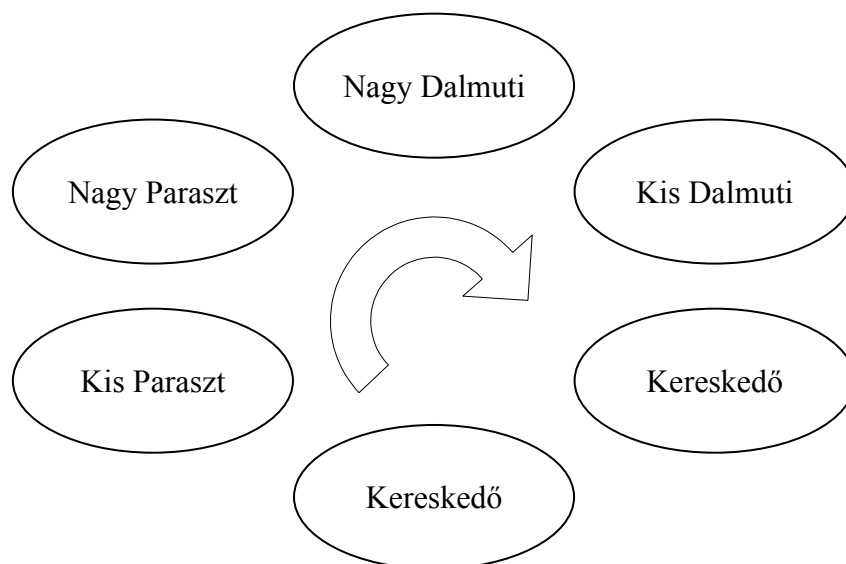 Nagy Dalmuti
Nagy Paraszt
Kis Dalmuti
Kis Paraszt
Kereskedő
Kereskedő